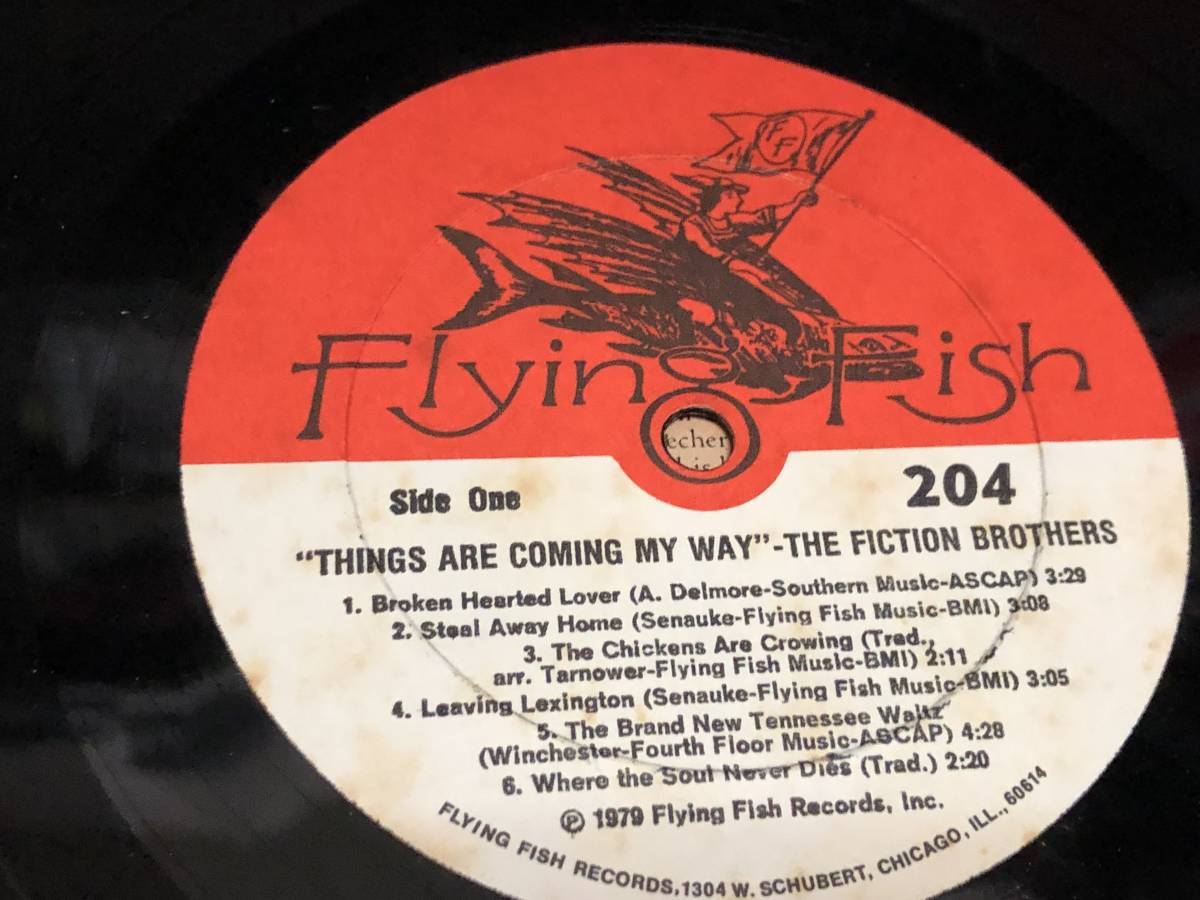 FF
Flying Fish
echer
Side One
204
"THINGS ARE COMING MY WAY"-THE FICTION BROTHERS
1. Broken Hearted Lover (A. Delmore-Southern Music-ASCAP) 3:29
2. Steal Away Home (Senauke-Flying Fish Music-BMI) 3:08
3. The Chickens Are Crowing (Trad.,
arr. Tarnower-Flying Fish Music-BMI) 2:11
4. Leaving Lexington (Senauke-Flying Fish Music-BMI) 3:05
5. The Brand New Tennessee Waltz
(Winchester-Fourth Floor Music-ASCAP) 4:28
6. Where the Soul Never Dies (Trad.) 2:20
℗ 1979 Flying Fish Records, Inc.
FLYING FISH RECORDS, 1304 W. SCHUBERT, CHICAGO, ILL., 60614